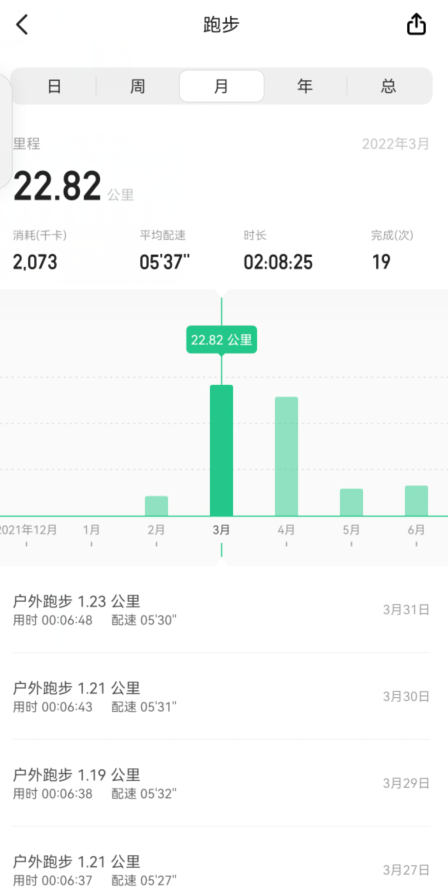 跑步
日 周 月 年 总
里程 2022年3月
22.82 公里
消耗(千卡) 平均配速 时长 完成(次)
2,073 05'37" 02:08:25 19
22.82 公里
2021年12月 1月 2月 3月 4月 5月 6月
户外跑步 1.23 公里
用时 00:06:48 配速 05'30"
3月31日
户外跑步 1.21 公里
用时 00:06:43 配速 05'31"
3月30日
户外跑步 1.19 公里
用时 00:06:38 配速 05'32"
3月29日
户外跑步 1.21 公里
用时 00:06:37 配速 05'27"
3月27日